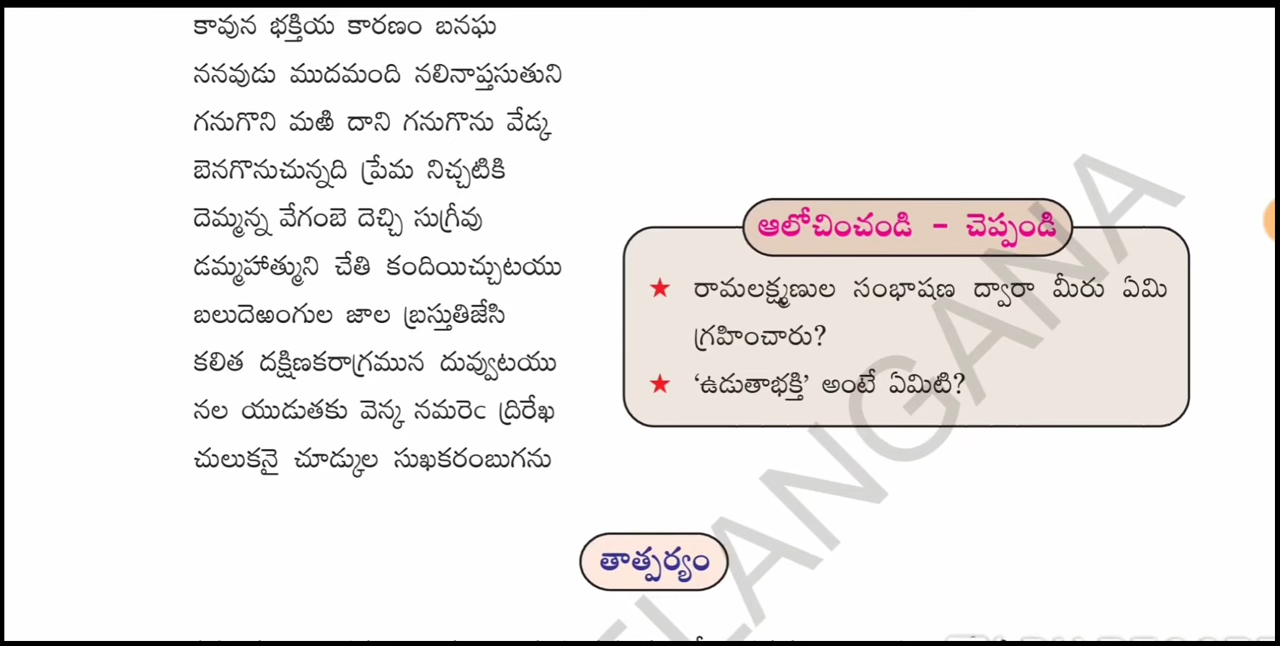 కావున భక్తియ కారణం బనఘ
ననవుడు ముదమంది నలినాప్తసుతుని
గనుగొని మఱి దాని గనుగొను వేడ్క
బెనగొనుచున్నది ప్రేమ నిచ్చటికి
దెమ్మన్న వేగంబె దెచ్చి సుగ్రీవు
డమ్మహాత్ముని చేతి కందియిచ్చుటయు
బలుదెఱంగుల జాల బ్రస్తుతిజేసి
కలిత దక్షిణకరాగ్రమున దువ్వుటయు
నల యుడుతకు వెన్క నమరెఁ ద్రిరేఖ
చులుకనై చూడ్కుల సుఖకరంబుగను
ఆలోచించండి - చెప్పండి
★ రామలక్ష్మణుల సంభాషణ ద్వారా మీరు ఏమి
గ్రహించారు?
★ ‘ఉడుతాభక్తి’ అంటే ఏమిటి?
తాత్పర్యం
ELANGANA